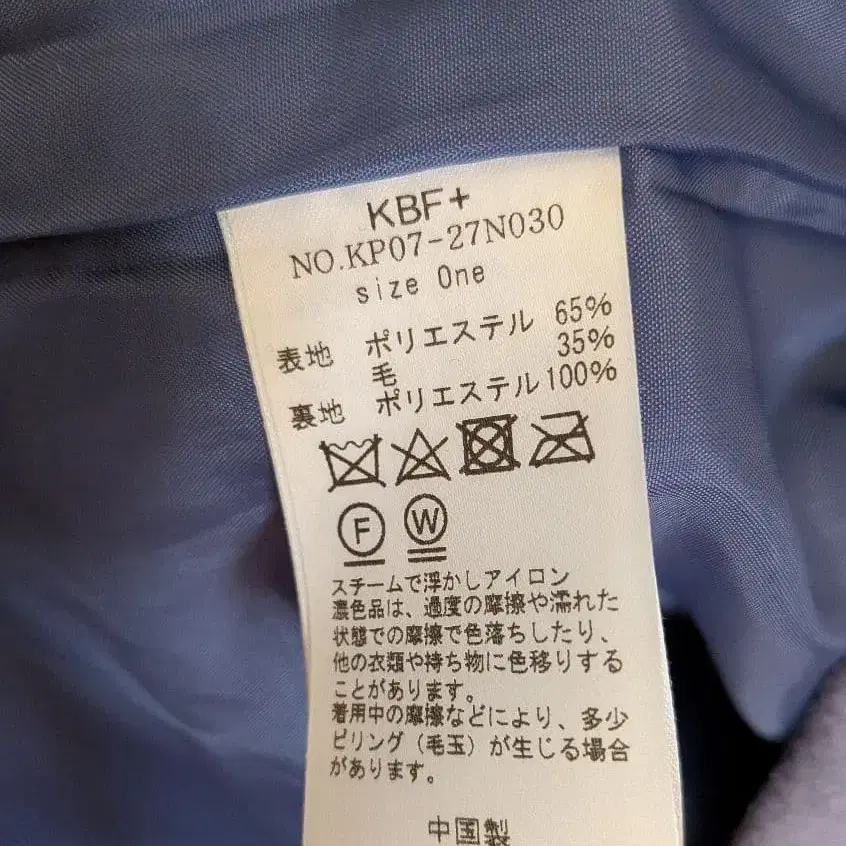 KBF+
NO.KP07-27N030
size One
表地 ポリエステル 65%
毛 35%
裏地 ポリエステル 100%
F W
スチームで浮かしアイロン
濃色品は、過度の摩擦や濡れた
状態での摩擦で色落ちしたり、
他の衣類や持ち物に色移りする
ことがあります。
着用中の摩擦などにより、多少
ピリング(毛玉)が生じる場合
があります。
中国製